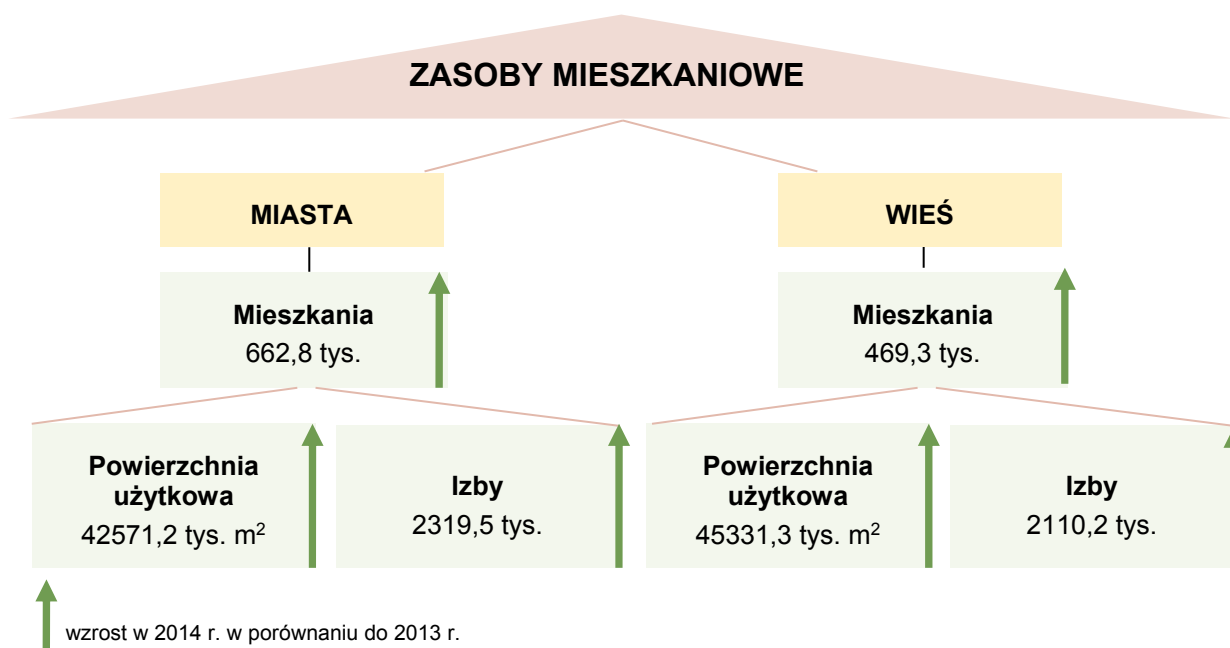 ZASOBY MIESZKANIOWE
MIASTA
WIEŚ
Mieszkania
662,8 tys.
Mieszkania
469,3 tys.
Powierzchnia
użytkowa
42571,2 tys. m²
Izby
2319,5 tys.
Powierzchnia
użytkowa
45331,3 tys. m²
Izby
2110,2 tys.
wzrost w 2014 r. w porównaniu do 2013 r.